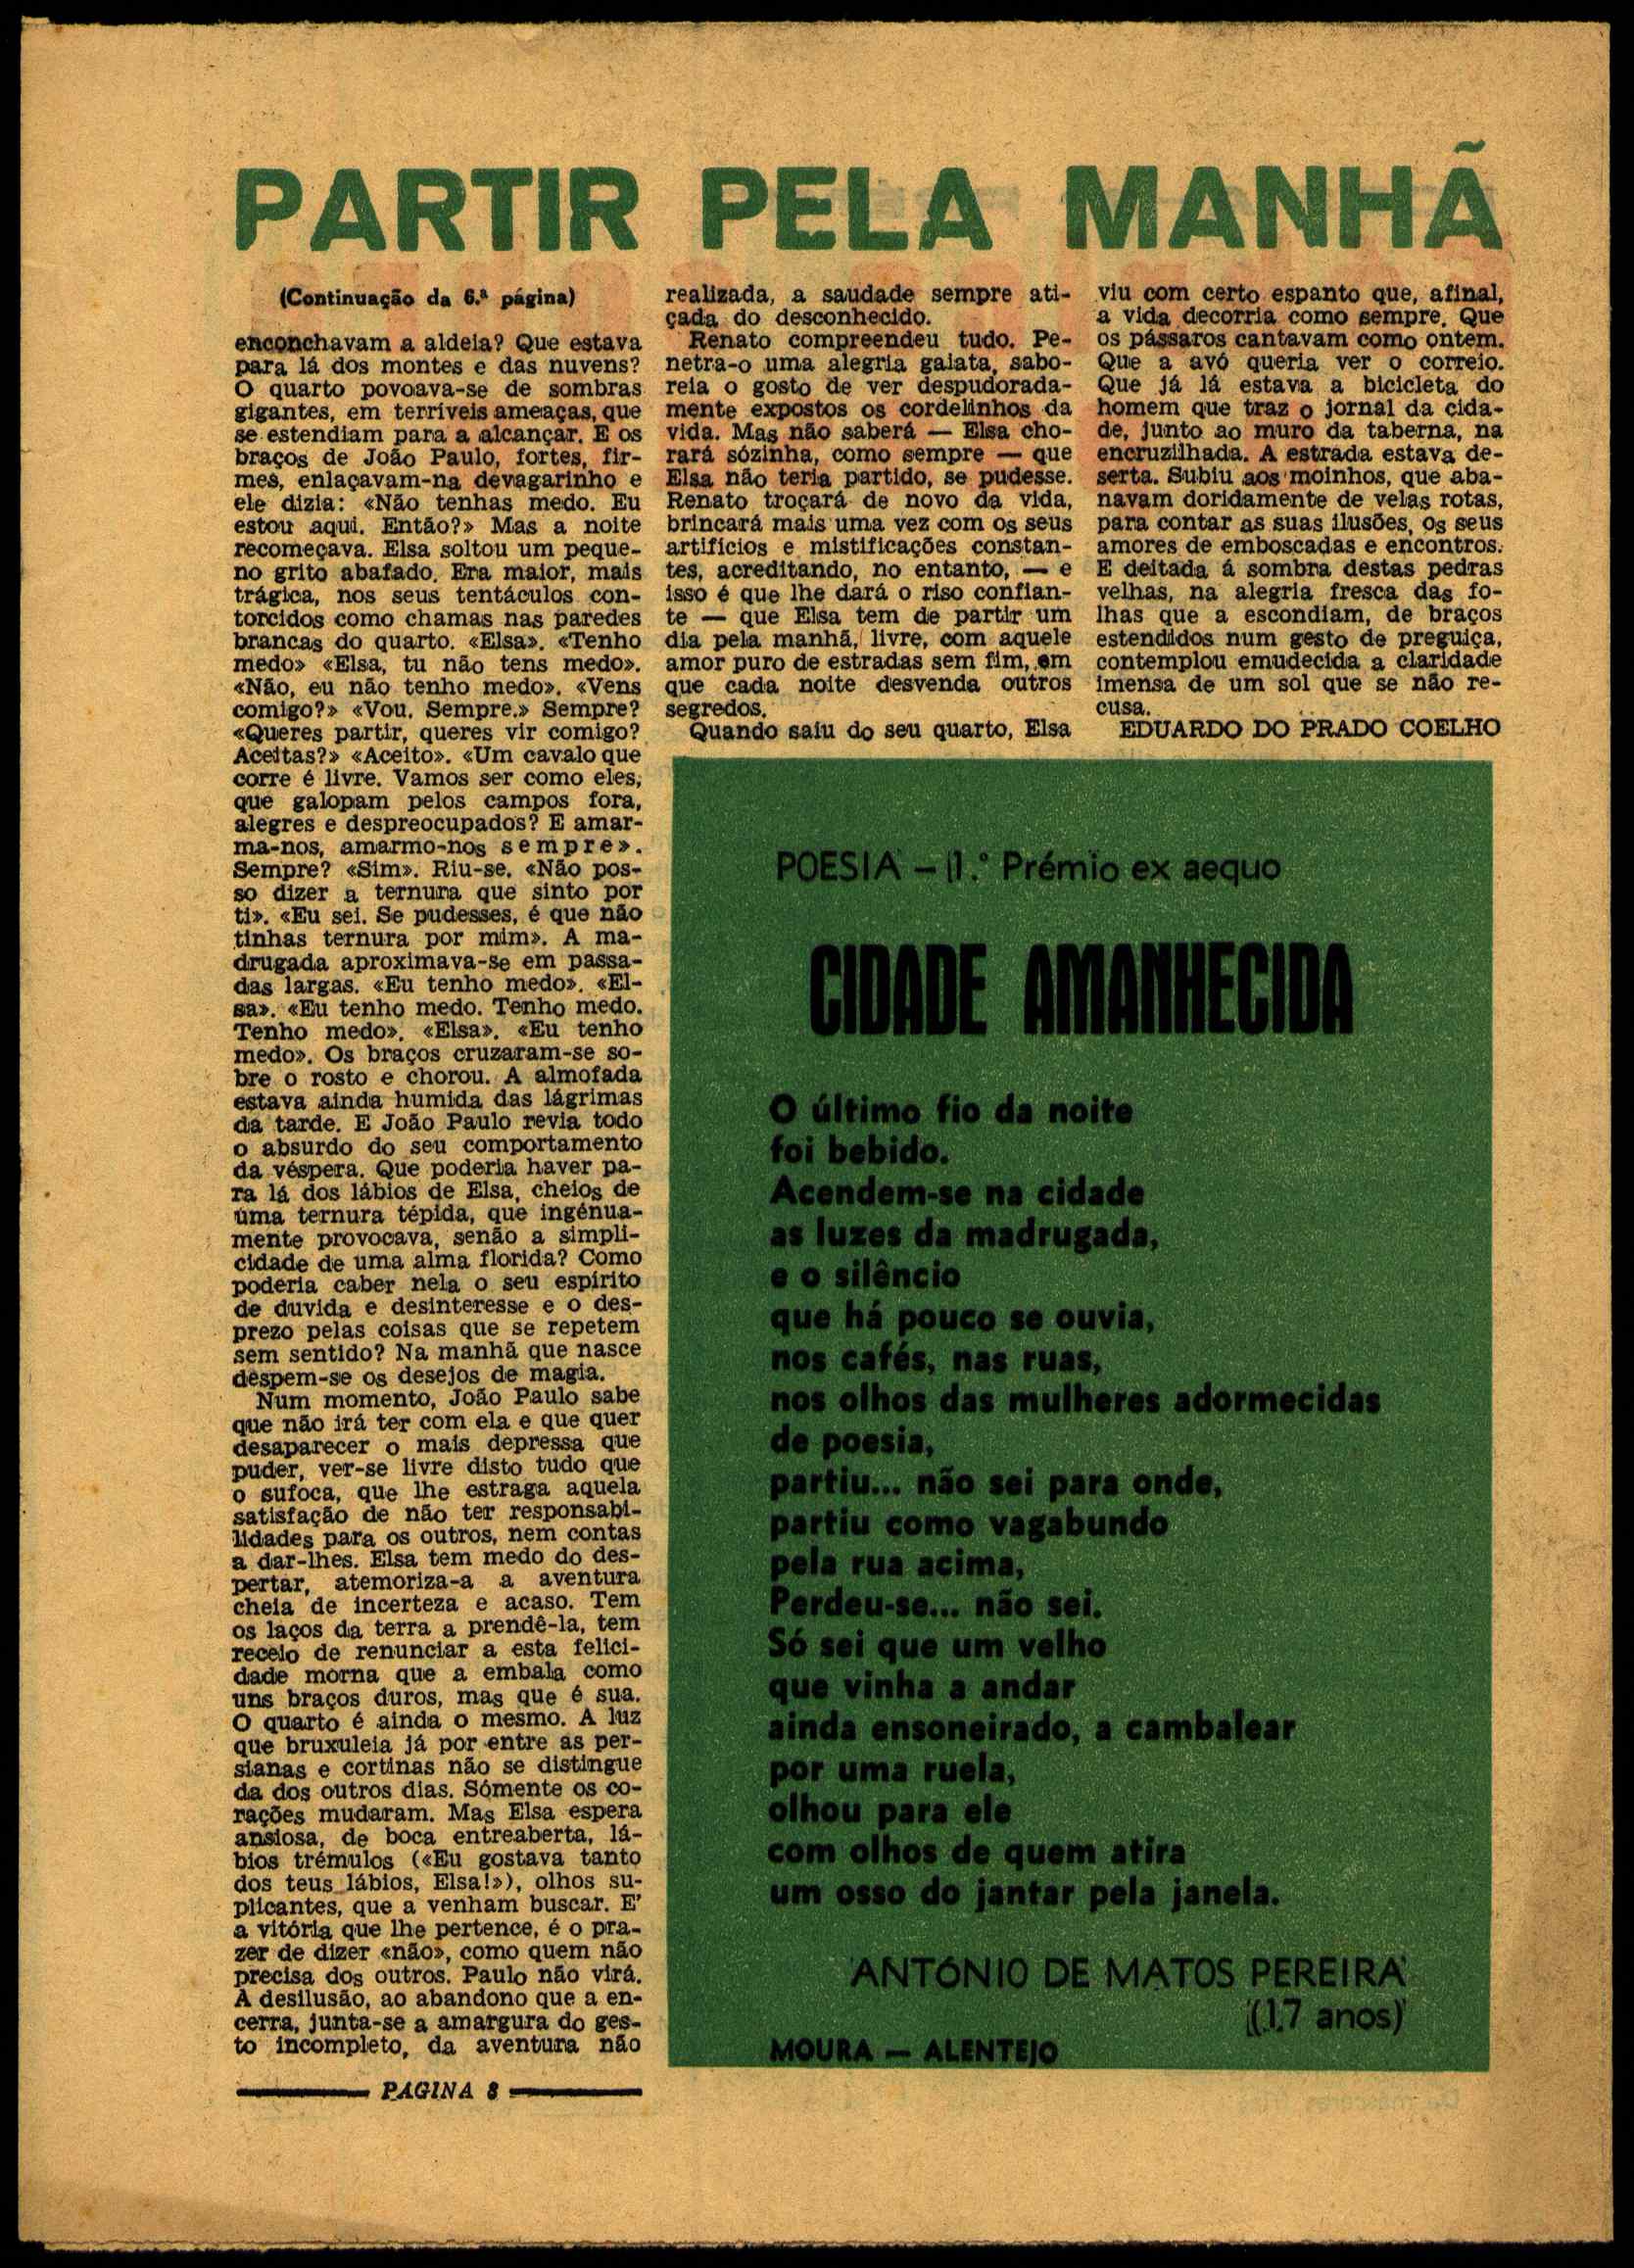 PARTIR PELA MANHÃ
(Continuação da 6.ª página)
enconchavam a aldeia? Que estava
para lá dos montes e das nuvens?
O quarto povoava-se de sombras
gigantes, em terríveis ameaças, que
se estendiam para a alcançar. E os
braços de João Paulo, fortes, fir-
mes, enlaçavam-na devagarinho e
ele dizia: «Não tenhas medo. Eu
estou aqui. Então?» Mas a noite
recomeçava. Elsa soltou um peque-
no grito abafado. Era maior, mais
trágica, nos seus tentáculos con-
torcidos como chamas nas paredes
brancas do quarto. «Elsa». «Tenho
medo» «Elsa, tu não tens medo».
«Não, eu não tenho medo». «Vens
comigo?» «Vou. Sempre.» Sempre?
«Queres partir, queres vir comigo?
Aceitas?» «Aceito». «Um cavalo que
corre é livre. Vamos ser como eles,
que galopam pelos campos fora,
alegres e despreocupados? E amar-
ma-nos, amarmo-nos sempre».
Sempre? «Sim». Riu-se. «Não pos-
so dizer a ternura que sinto por
ti». «Eu sei. Se pudesses, é que não
tinhas ternura por mim». A ma-
drugada aproximava-se em passa-
das largas. «Eu tenho medo». «El-
sa». «Eu tenho medo. Tenho medo.
Tenho medo». «Elsa». «Eu tenho
medo». Os braços cruzaram-se so-
bre o rosto e chorou. A almofada
estava ainda humida das lágrimas
da tarde. E João Paulo revia todo
o absurdo do seu comportamento
da véspera. Que poderia haver pa-
ra lá dos lábios de Elsa, cheios de
uma ternura tépida, que ingénua-
mente provocava, senão a simpli-
cidade de uma alma florida? Como
poderia caber nela o seu espírito
de duvida e desinteresse e o des-
prezo pelas coisas que se repetem
sem sentido? Na manhã que nasce
despem-se os desejos de magia.
Num momento, João Paulo sabe
que não irá ter com ela e que quer
desaparecer o mais depressa que
puder, ver-se livre disto tudo que
o sufoca, que lhe estraga aquela
satisfação de não ter responsabi-
lidades para os outros, nem contas
a dar-lhes. Elsa tem medo do des-
pertar, atemoriza-a a aventura
cheia de incerteza e acaso. Tem
os laços da terra a prendê-la, tem
receio de renunciar a esta felici-
dade morna que a embala como
uns braços duros, mas que é sua.
O quarto é ainda o mesmo. A luz
que bruxuleia já por entre as per-
sianas e cortinas não se distingue
da dos outros dias. Sómente os co-
rações mudaram. Mas Elsa espera
ansiosa, de boca entreaberta, lá-
bios trémulos («Eu gostava tanto
dos teus lábios, Elsa!»), olhos su-
plicantes, que a venham buscar. E'
a vitória que lhe pertence, é o pra-
zer de dizer «não», como quem não
precisa dos outros. Paulo não virá.
A desilusão, ao abandono que a en-
cerra, junta-se a amargura do ges-
to incompleto, da aventura não
realizada, a saudade sempre ati-
çada do desconhecido.
Renato compreendeu tudo. Pe-
netra-o uma alegria gaiata, sabo-
reia o gosto de ver despudorada-
mente expostos os cordelinhos da
vida. Mas não saberá — Elsa cho-
rará sózinha, como sempre — que
Elsa não teria partido, se pudesse.
Renato troçará de novo da vida,
brincará mais uma vez com os seus
artifícios e mistificações constan-
tes, acreditando, no entanto, — e
isso é que lhe dará o riso confian-
te — que Elsa tem de partir um
dia pela manhã, livre, com aquele
amor puro de estradas sem fim, em
que cada noite desvenda outros
segredos.
Quando saiu do seu quarto, Elsa
viu com certo espanto que, afinal,
a vida decorria como sempre. Que
os pássaros cantavam como ontem.
Que a avó queria ver o correio.
Que já lá estava a bicicleta do
homem que traz o jornal da cida-
de, junto ao muro da taberna, na
encruzilhada. A estrada estava de-
serta. Subiu aos moinhos, que aba-
navam doridamente de velas rotas,
para contar as suas ilusões, os seus
amores de emboscadas e encontros.
E deitada á sombra destas pedras
velhas, na alegria fresca das fo-
lhas que a escondiam, de braços
estendidos num gesto de preguiça,
contemplou emudecida a claridade
imensa de um sol que se não re-
cusa.
EDUARDO DO PRADO COELHO
POESIA – 1.º Prémio ex aequo
CIDADE AMANHECIDA
O último fio da noite
foi bebido.
Acendem-se na cidade
as luzes da madrugada,
e o silêncio
que há pouco se ouvia,
nos cafés, nas ruas,
nos olhos das mulheres adormecidas
de poesia,
partiu... não sei para onde,
partiu como vagabundo
pela rua acima,
Perdeu-se... não sei.
Só sei que um velho
que vinha a andar
ainda ensoneirado, a cambalear
por uma ruela,
olhou para ele
com olhos de quem atira
um osso do jantar pela janela.
ANTÓNIO DE MATOS PEREIRA
(17 anos)
MOURA — ALENTEJO
PAGINA 8